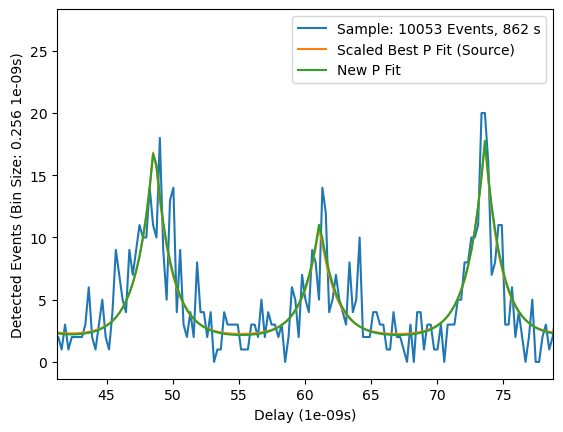 Sample: 10053 Events, 862 s
Scaled Best P Fit (Source)
New P Fit
Detected Events (Bin Size: 0.256 1e-09s)
25
20
15
10
5
0
45 50 55 60 65 70 75
Delay (1e-09s)